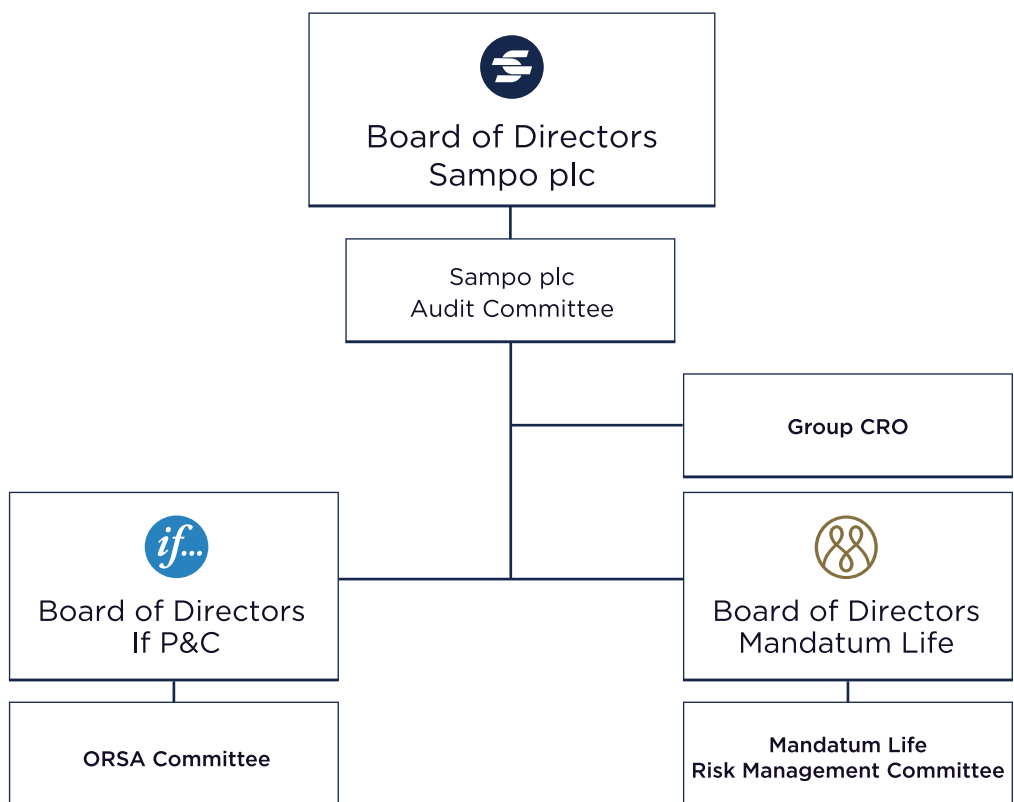 Board of Directors
Sampo plc
Sampo plc
Audit Committee
Group CRO
if...
Board of Directors
If P&C
Board of Directors
Mandatum Life
ORSA Committee
Mandatum Life
Risk Management Committee